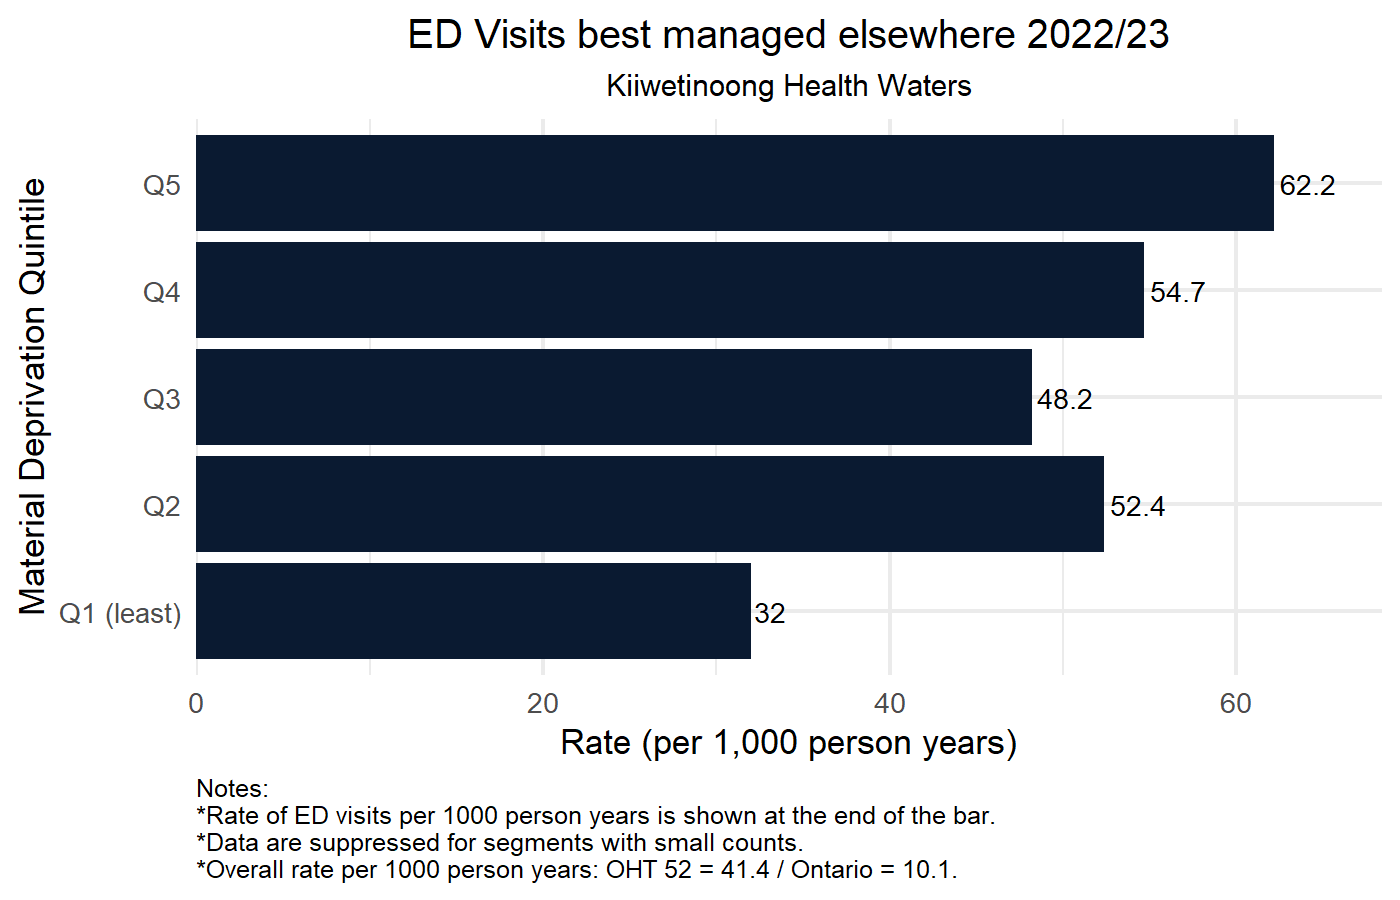 ED Visits best managed elsewhere 2022/23
Kiiwetinoong Health Waters
Material Deprivation Quintile
Q5
62.2
Q4
54.7
Q3
48.2
Q2
52.4
Q1 (least)
32
0 20 40 60
Rate (per 1,000 person years)
Notes:
*Rate of ED visits per 1000 person years is shown at the end of the bar.
*Data are suppressed for segments with small counts.
*Overall rate per 1000 person years: OHT 52 = 41.4 / Ontario = 10.1.